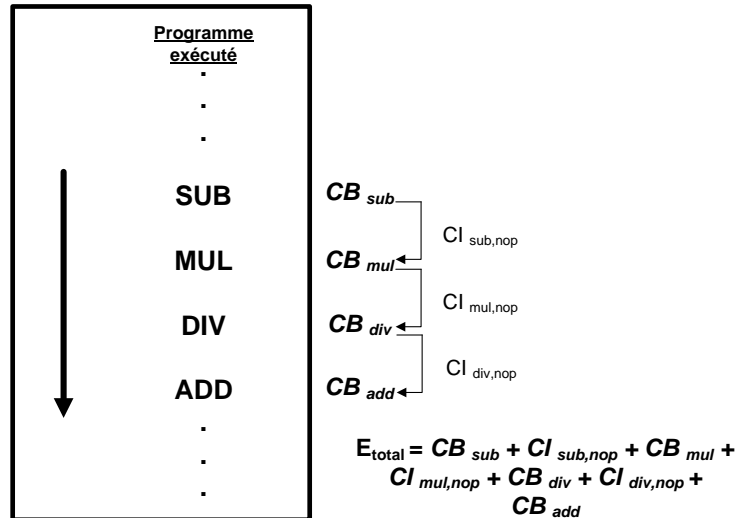 Programme
exécuté
.
.
.
SUB CB sub
CI sub,nop
MUL CB mul
CI mul,nop
DIV CB div
CI div,nop
ADD CB add
.
.
.
Etotal = CB sub + CI sub,nop + CB mul +
CI mul,nop + CB div + CI div,nop +
CB add